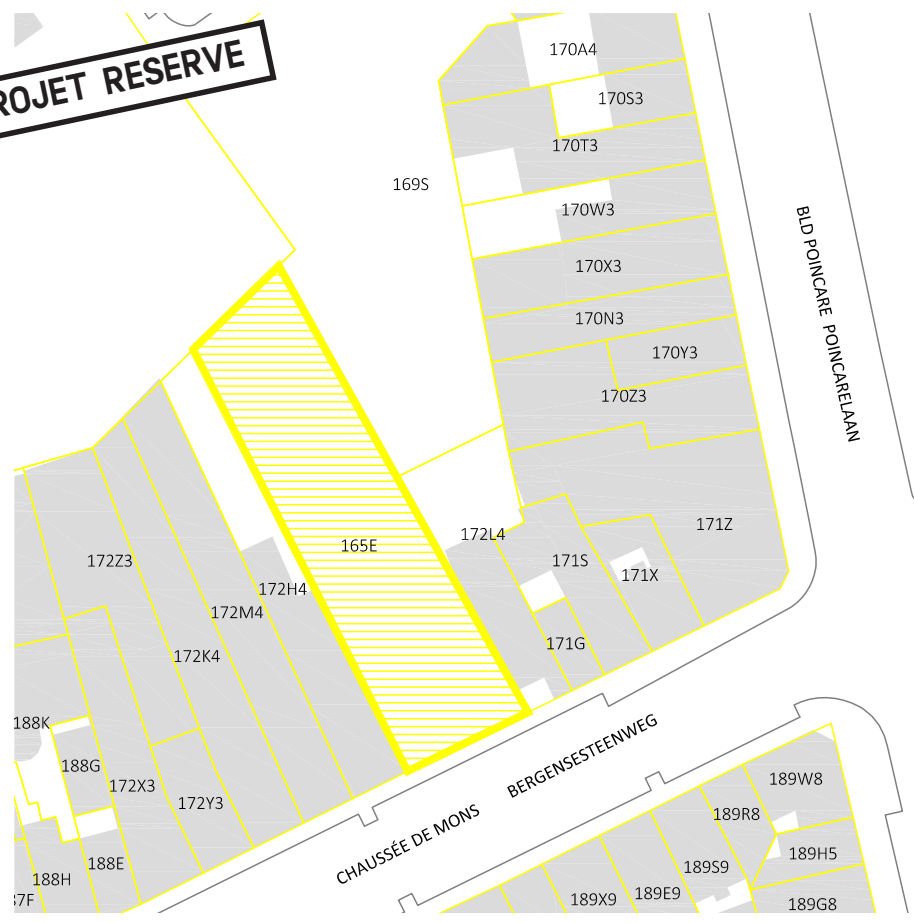 ROJET RESERVE
170A4
170S3
170T3
169S
170W3
170X3
170N3
170Y3
170Z3
BLD POINCARE POINCARELAAN
171Z
172L4
165E
171S
171X
172Z3
172H4
172M4
171G
172K4
188K
188G
172X3
172Y3
188E
188H
37F
CHAUSSÉE DE MONS BERGENSESTEENWEG
189W8
189R8
189H5
189S9
189E9
189X9
189G8